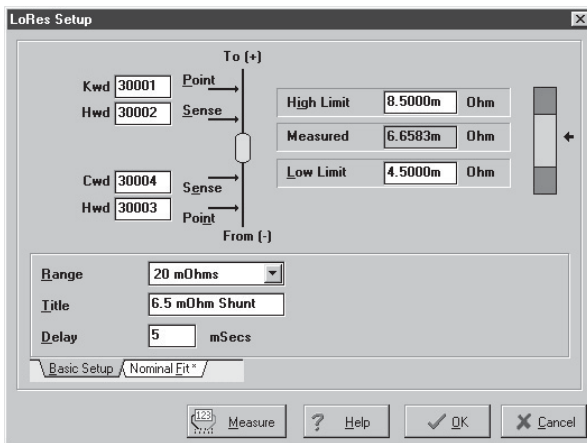 LoRes Setup
To (+)
Kwd 30001 Point
Hwd 30002 Sense
High Limit 8.5000m Ohm
Measured 6.6583m Ohm
Low Limit 4.5000m Ohm
Cwd 30004 Sense
Hwd 30003 Point
From (-)
Range 20 mOhms
Title 6.5 mOhm Shunt
Delay 5 mSecs
Basic Setup Nominal Fit*
123 Measure ? Help OK Cancel